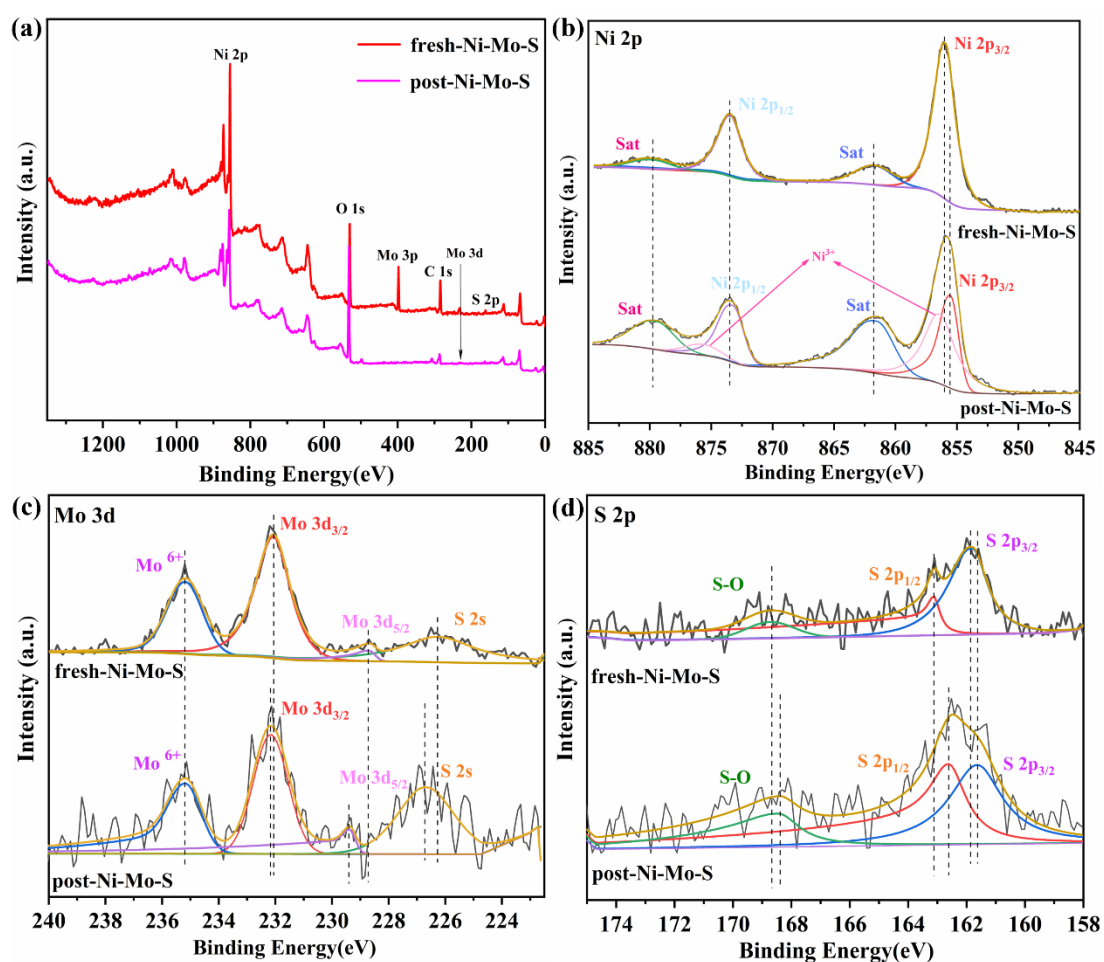 (a)
fresh-Ni-Mo-S
post-Ni-Mo-S
Ni 2p
O 1s
Mo 3p
C 1s
Mo 3d
S 2p
Intensity (a.u.)
1200 1000 800 600 400 200 0
Binding Energy(eV)
(b)
Ni 2p
Ni 2p3/2
Ni 2p1/2
Sat
Sat
fresh-Ni-Mo-S
Ni³⁺
Ni 2p1/2
Ni 2p3/2
Sat
Sat
post-Ni-Mo-S
Intensity (a.u.)
885 880 875 870 865 860 855 850 845
Binding Energy(eV)
(c)
Mo 3d
Mo 3d3/2
Mo 6+
Mo 3d5/2
S 2s
fresh-Ni-Mo-S
Mo 3d3/2
Mo 6+
Mo 3d5/2
S 2s
post-Ni-Mo-S
Intensity (a.u.)
240 238 236 234 232 230 228 226 224
Binding Energy(eV)
(d)
S 2p
S 2p3/2
S 2p1/2
S-O
fresh-Ni-Mo-S
S 2p1/2
S 2p3/2
S-O
post-Ni-Mo-S
Intensity (a.u.)
174 172 170 168 166 164 162 160 158
Binding Energy(eV)